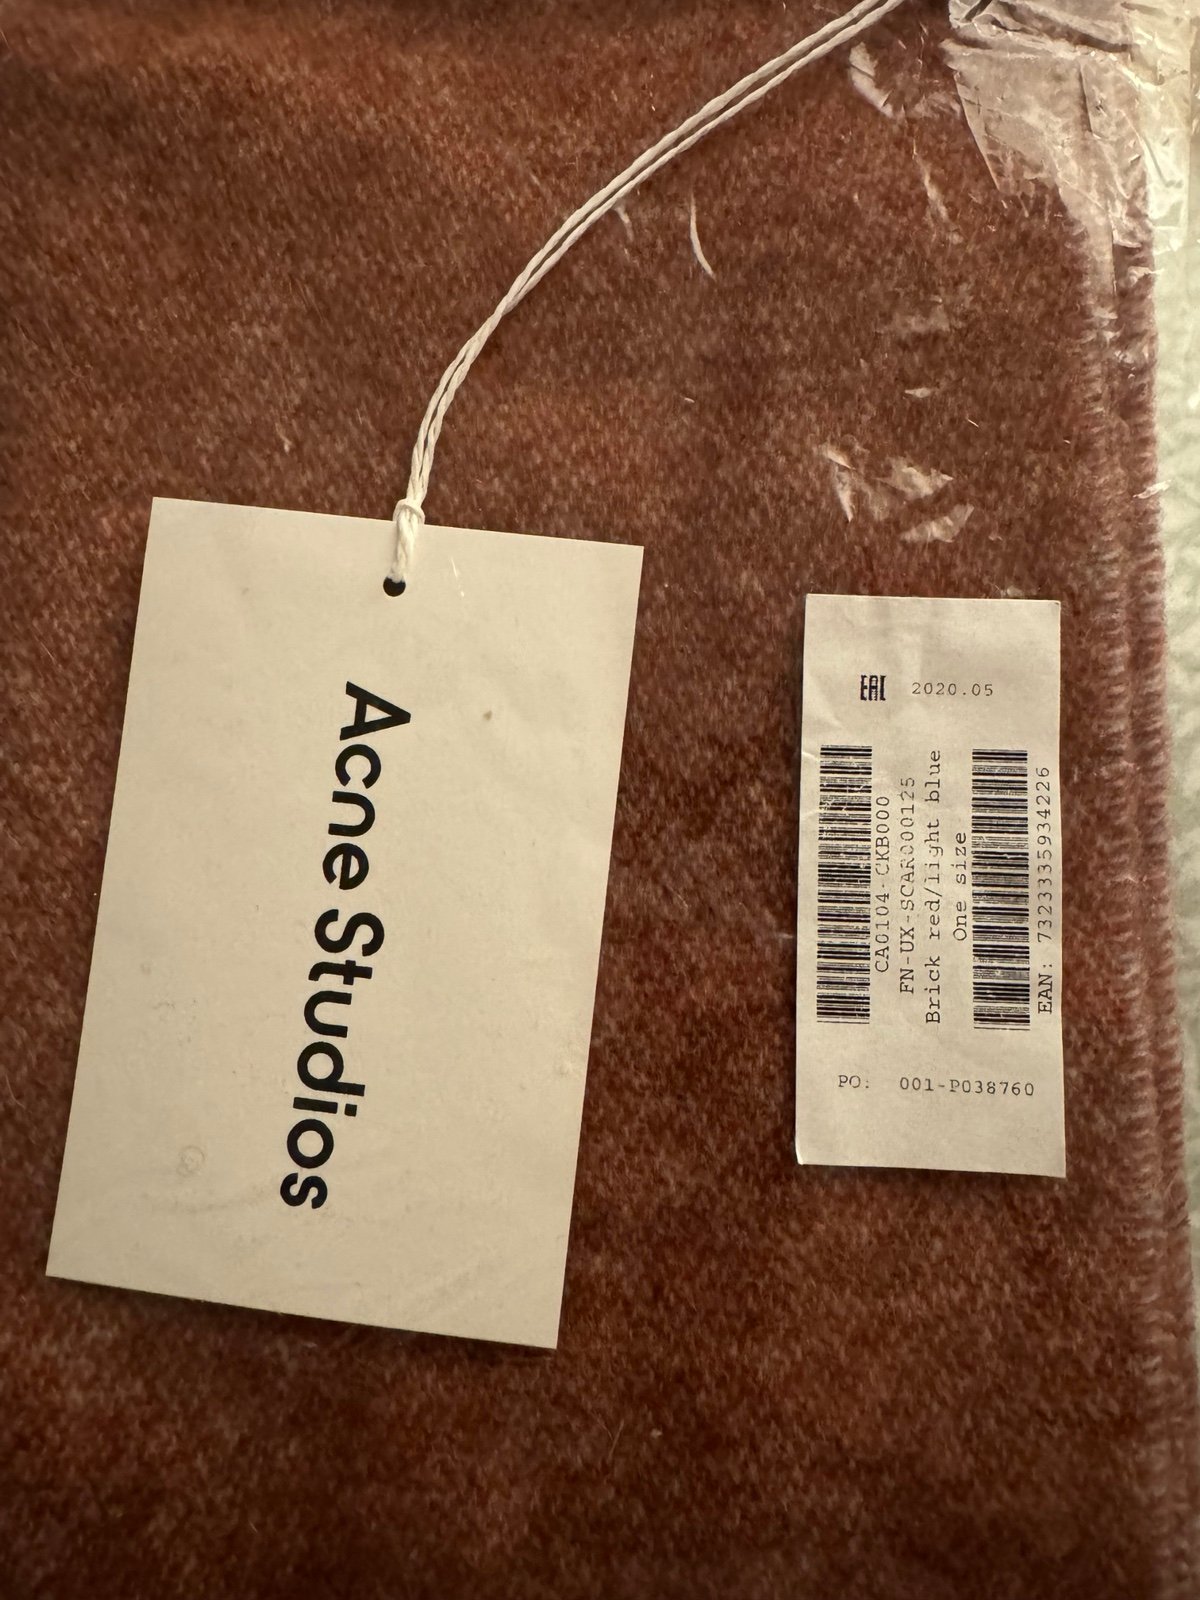 Acne Studios
EAC 2020.05
CA0104-CKB000
FN-UX-SCAR000125
Brick red/light blue
One size
EAN: 7323335934226
PO: 001-P038760